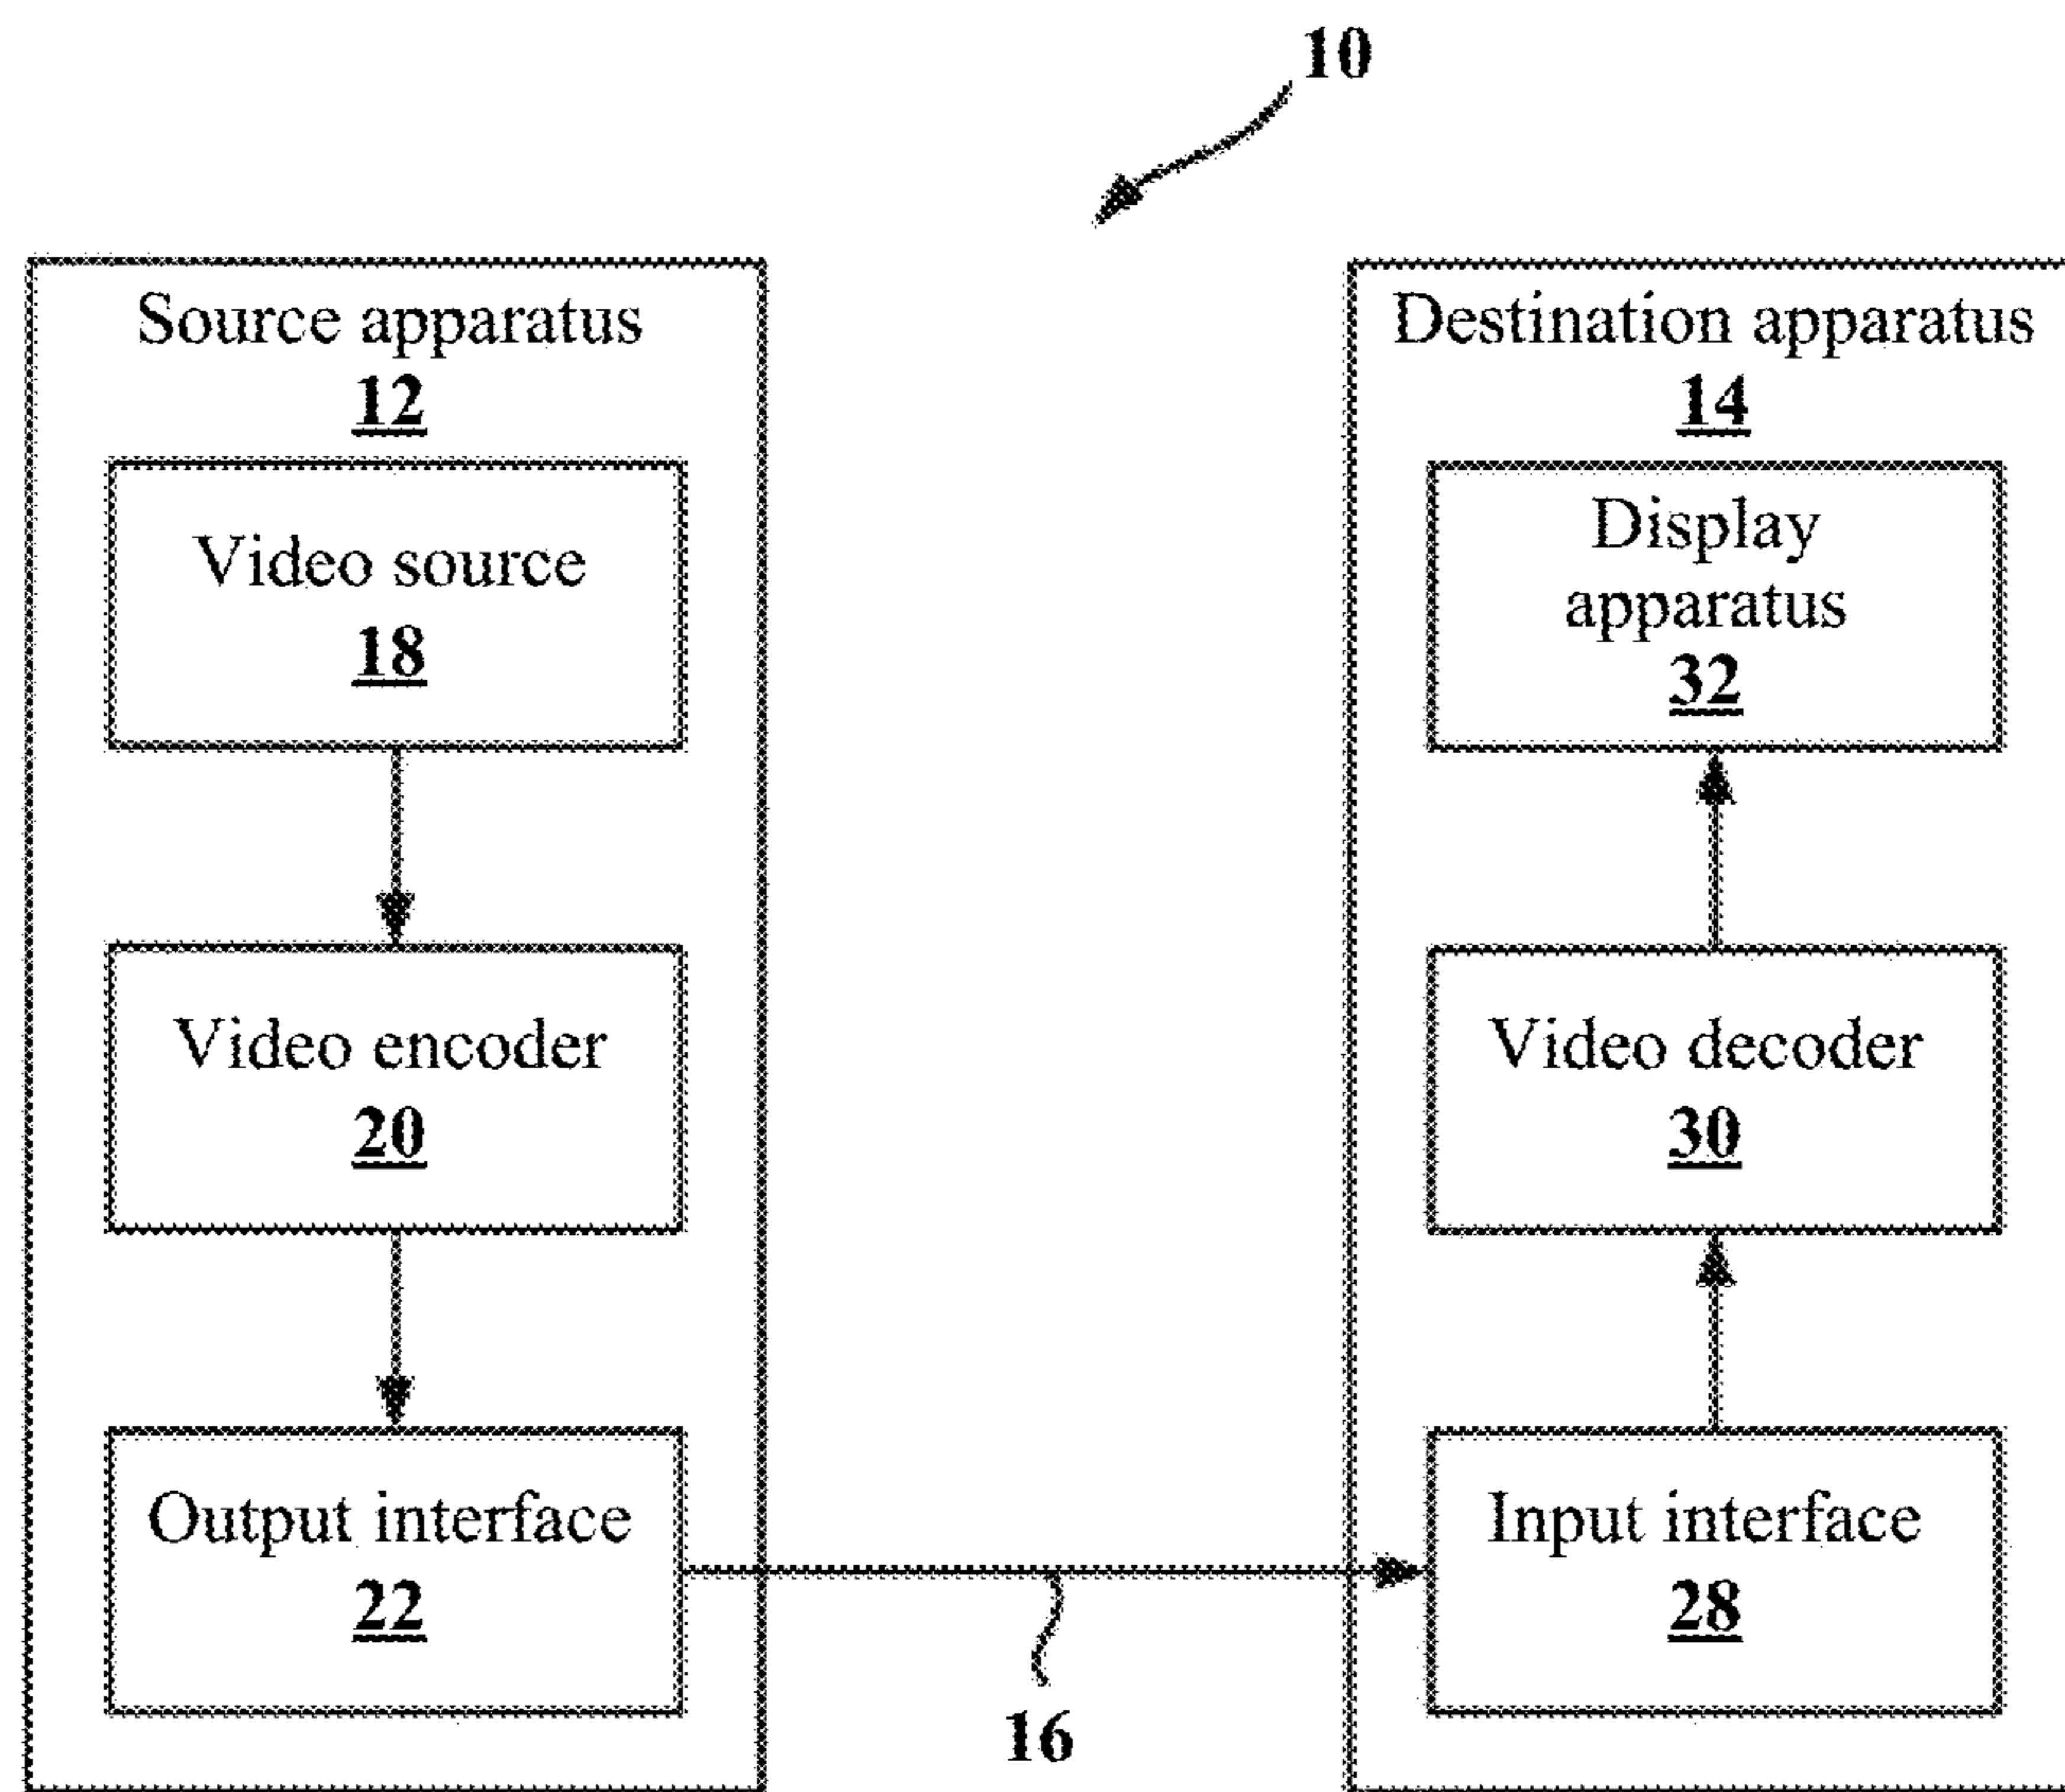 10
Source apparatus
12
Video source
18
Video encoder
20
Output interface
22
16
Destination apparatus
14
Display
apparatus
32
Video decoder
30
Input interface
28